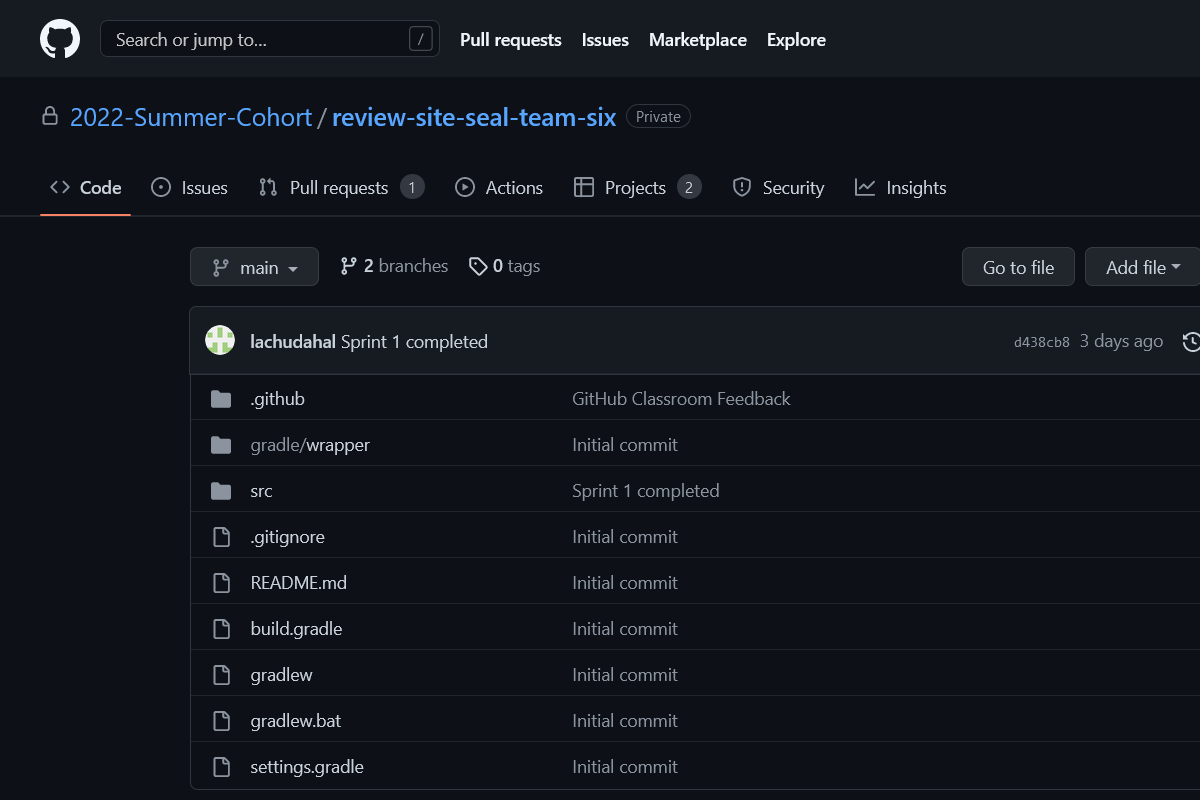 Search or jump to... / Pull requests Issues Marketplace Explore
2022-Summer-Cohort / review-site-seal-team-six Private
Code Issues Pull requests 1 Actions Projects 2 Security Insights
main 2 branches 0 tags Go to file Add file
lachudahal Sprint 1 completed d438cb8 3 days ago
.github GitHub Classroom Feedback
gradle/wrapper Initial commit
src Sprint 1 completed
.gitignore Initial commit
README.md Initial commit
build.gradle Initial commit
gradlew Initial commit
gradlew.bat Initial commit
settings.gradle Initial commit